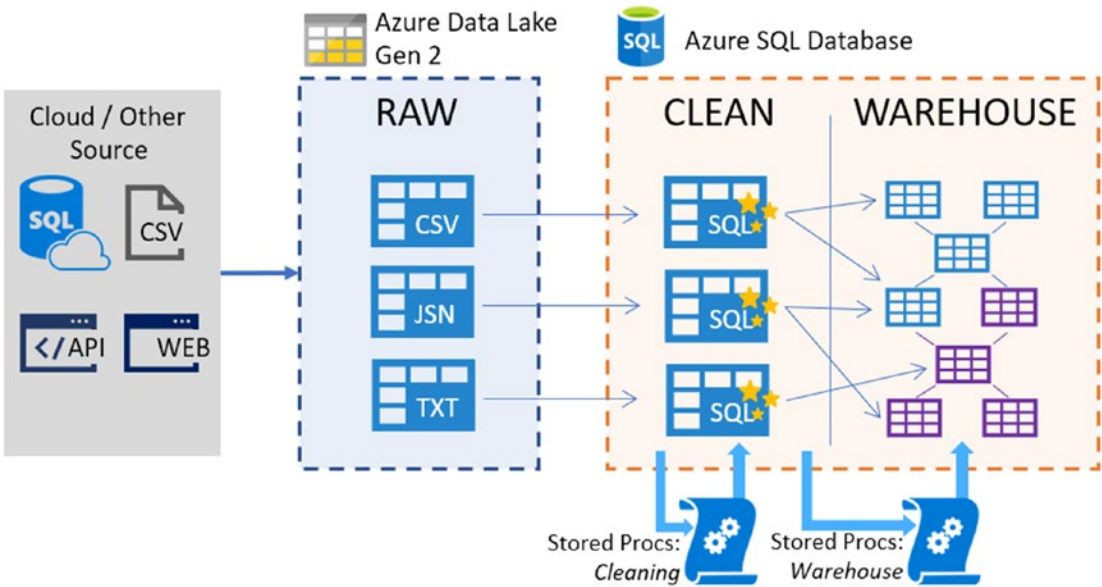 Azure Data Lake
Gen 2
SQL
Azure SQL Database
Cloud / Other
Source
SQL
CSV
</API
WEB
RAW
CSV
JSN
TXT
CLEAN
SQL
SQL
SQL
WAREHOUSE
Stored Procs:
Cleaning
Stored Procs:
Warehouse